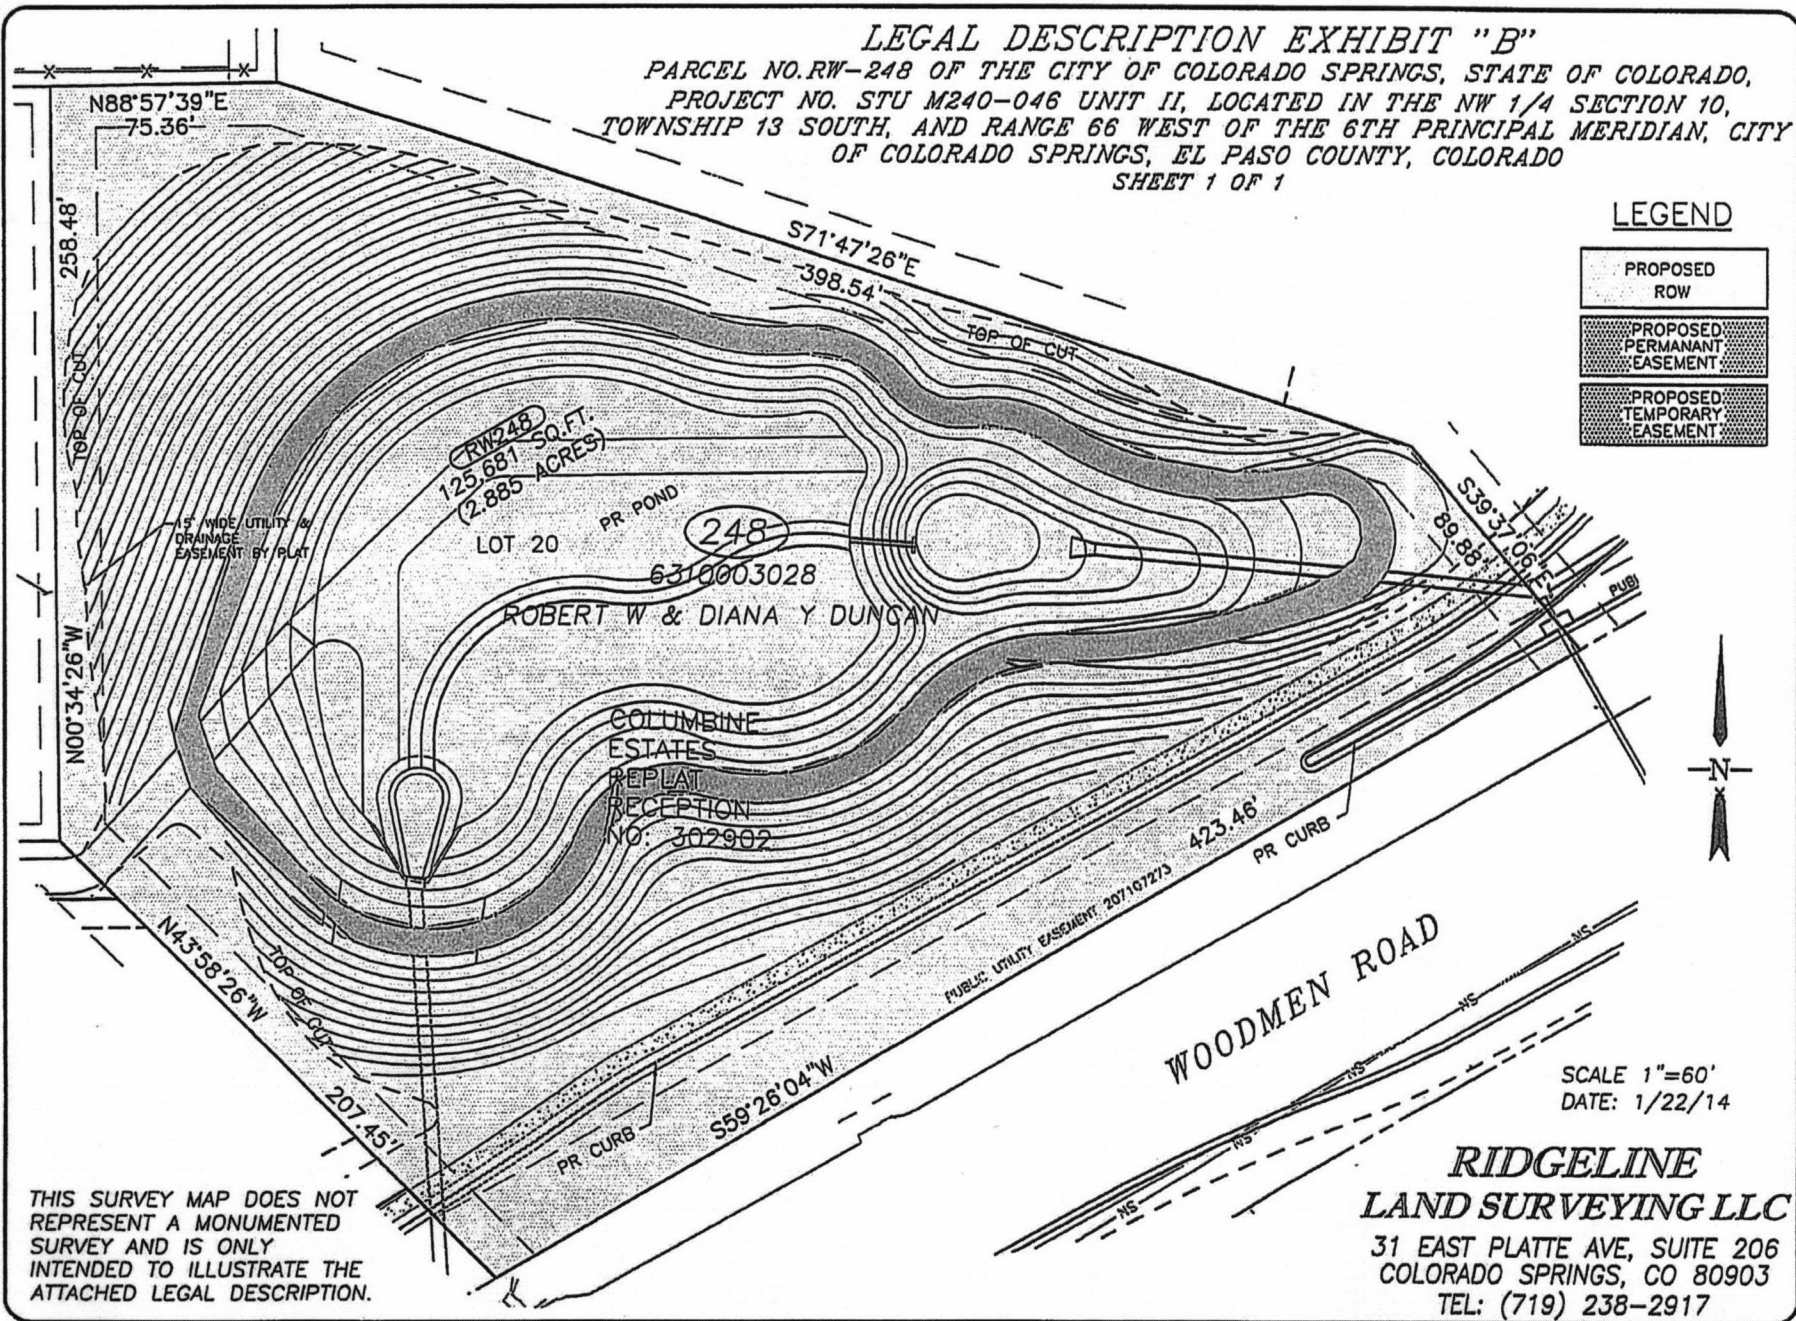 LEGAL DESCRIPTION EXHIBIT "B"
PARCEL NO.RW-248 OF THE CITY OF COLORADO SPRINGS, STATE OF COLORADO,
PROJECT NO. STU M240-046 UNIT II, LOCATED IN THE NW 1/4 SECTION 10,
TOWNSHIP 13 SOUTH, AND RANGE 66 WEST OF THE 6TH PRINCIPAL MERIDIAN, CITY
OF COLORADO SPRINGS, EL PASO COUNTY, COLORADO
SHEET 1 OF 1
LEGEND
PROPOSED
ROW
PROPOSED
PERMANANT
EASEMENT
PROPOSED
TEMPORARY
EASEMENT
N88°57'39"E
75.36'
258.48'
TOP OF CUT
N00°34'26"W
S71°47'26"E
398.54'
TOP OF CUT
RW248
125,681 SQ.FT.
(2.885 ACRES)
PR POND
15' WIDE UTILITY &
DRAINAGE
EASEMENT BY PLAT
LOT 20
248
6310003028
ROBERT W & DIANA Y DUNCAN
S39°37'06"E
89.88'
PUBL
COLUMBINE
ESTATES
REPLAT
RECEPTION
NO: 302902
N43°58'26"W
207.45'
TOP OF CUT
PR CURB
S59°26'04"W
423.46'
PUBLIC UTILITY EASEMENT 207107273
PR CURB
WOODMEN ROAD
NS
NS
NS
NS
NS
N
SCALE 1"=60'
DATE: 1/22/14
RIDGELINE
LAND SURVEYING LLC
31 EAST PLATTE AVE, SUITE 206
COLORADO SPRINGS, CO 80903
TEL: (719) 238-2917
THIS SURVEY MAP DOES NOT
REPRESENT A MONUMENTED
SURVEY AND IS ONLY
INTENDED TO ILLUSTRATE THE
ATTACHED LEGAL DESCRIPTION.